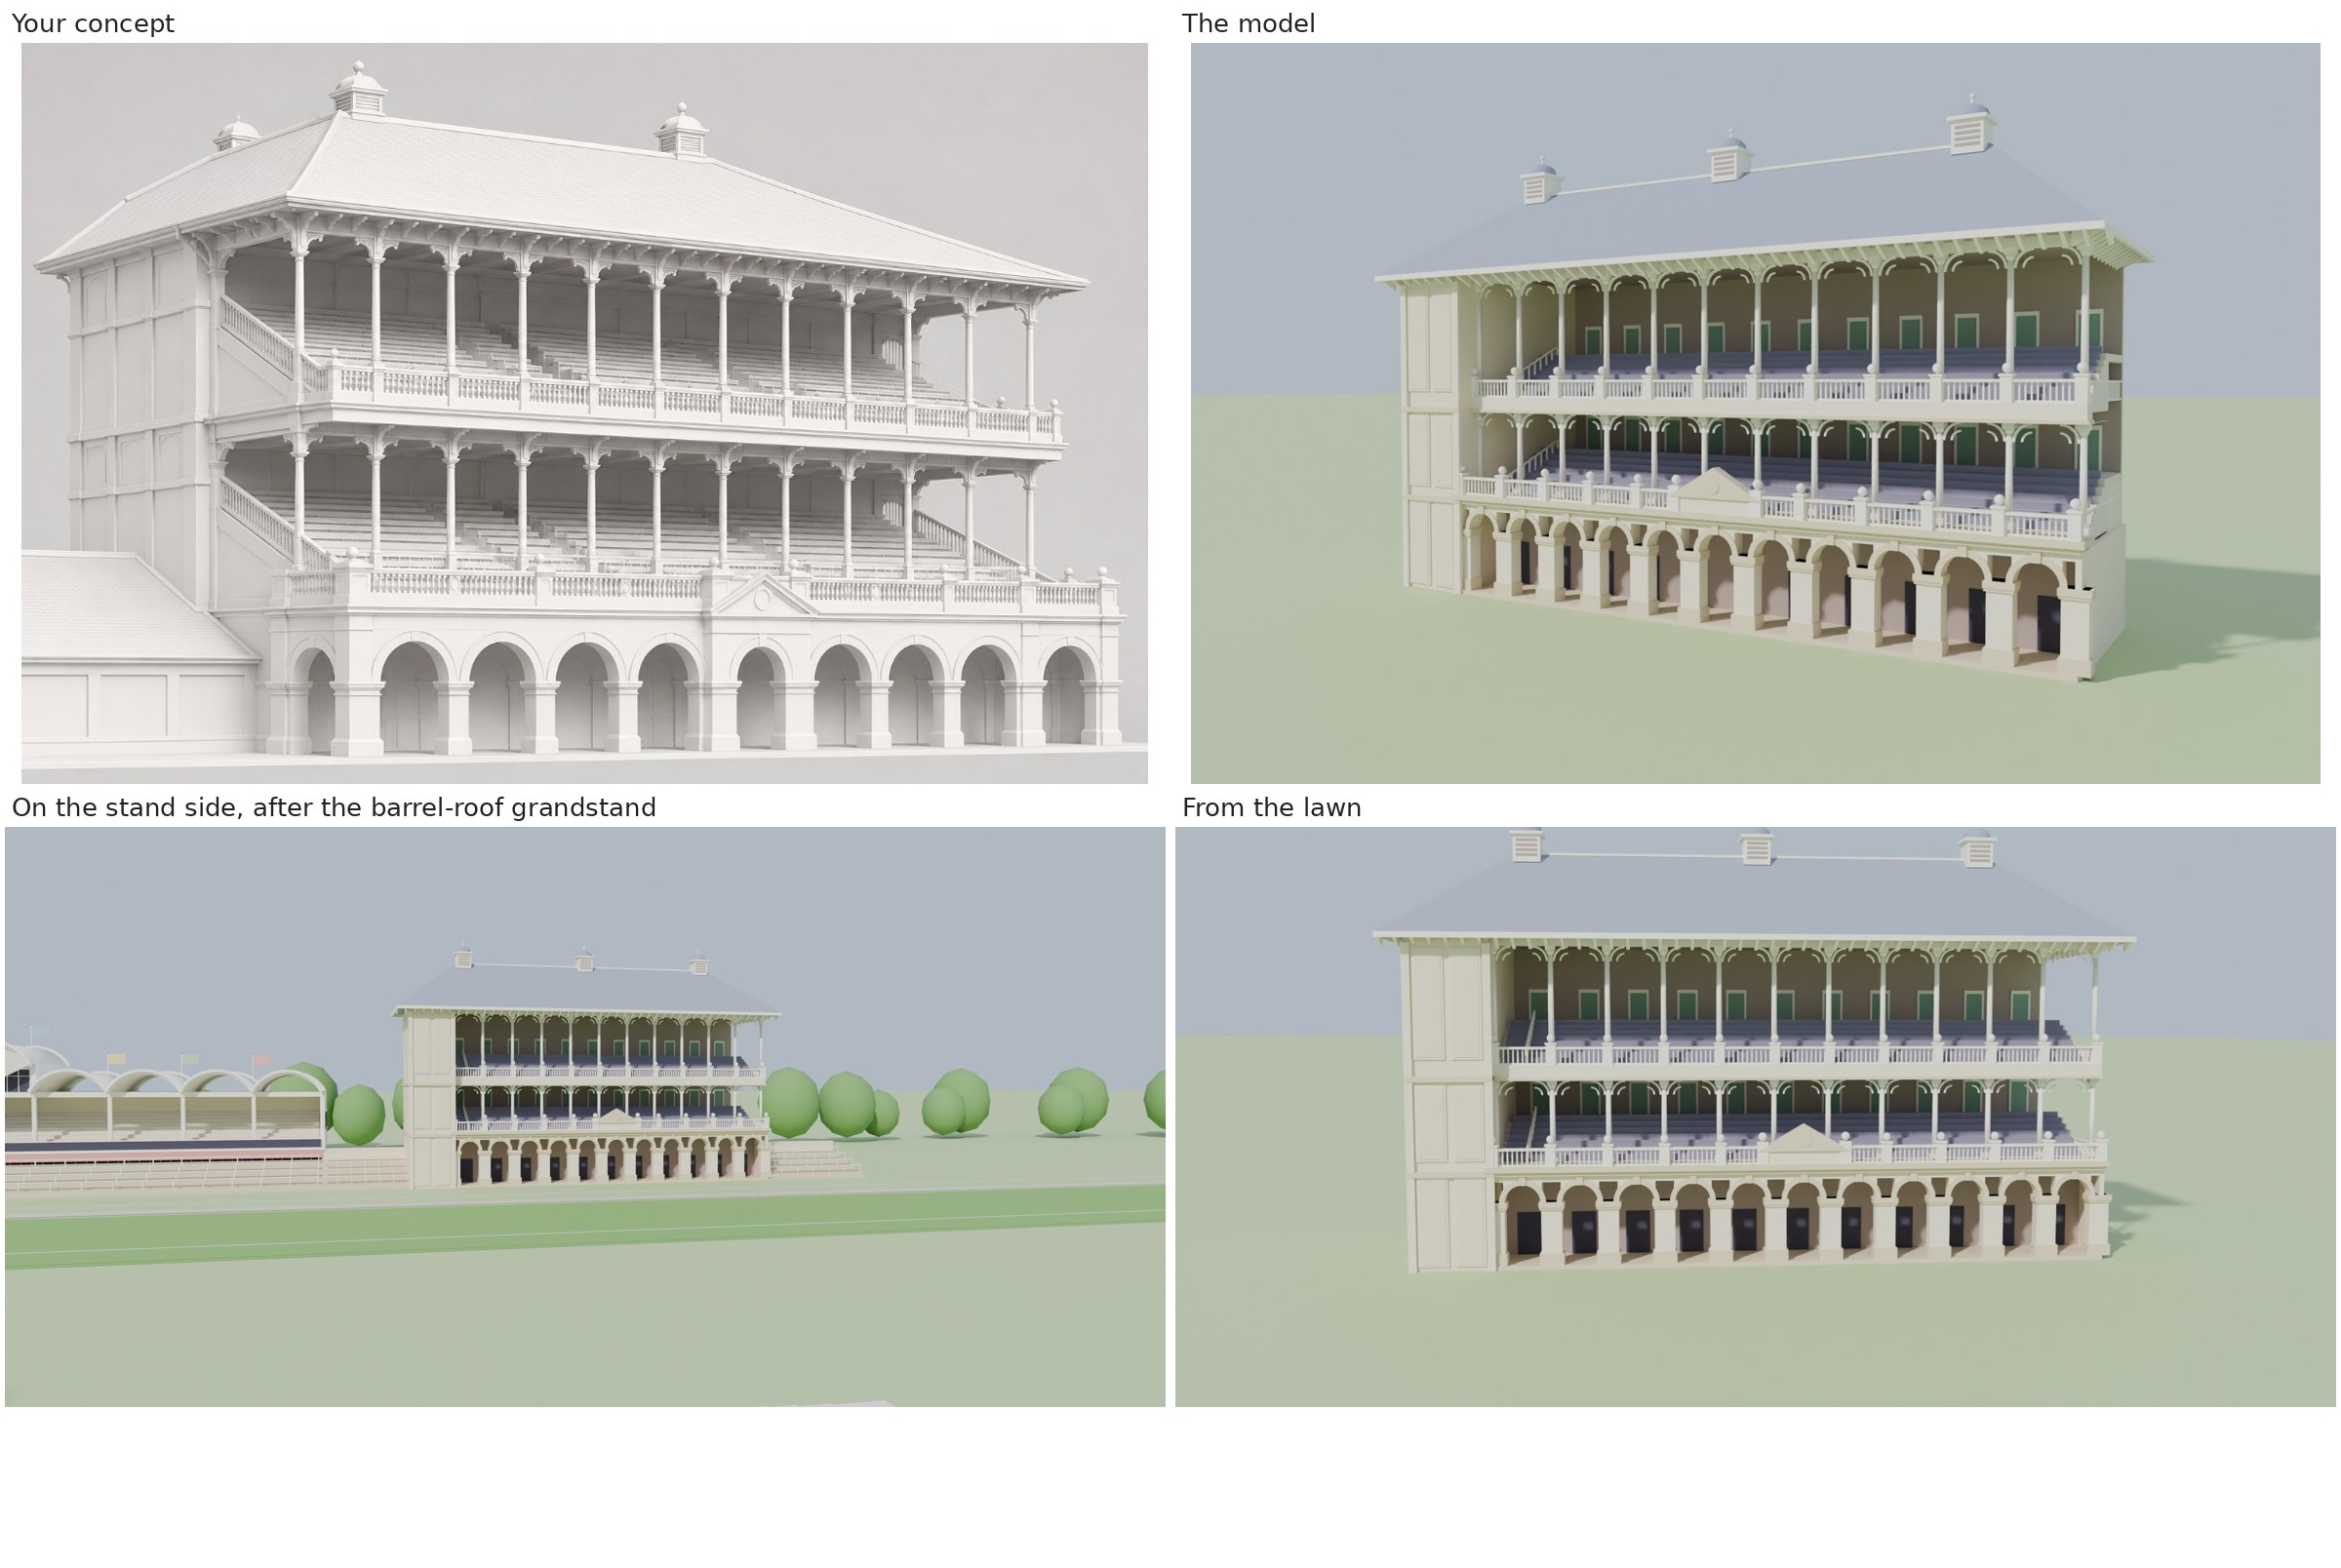 Your concept
The model
On the stand side, after the barrel-roof grandstand
From the lawn